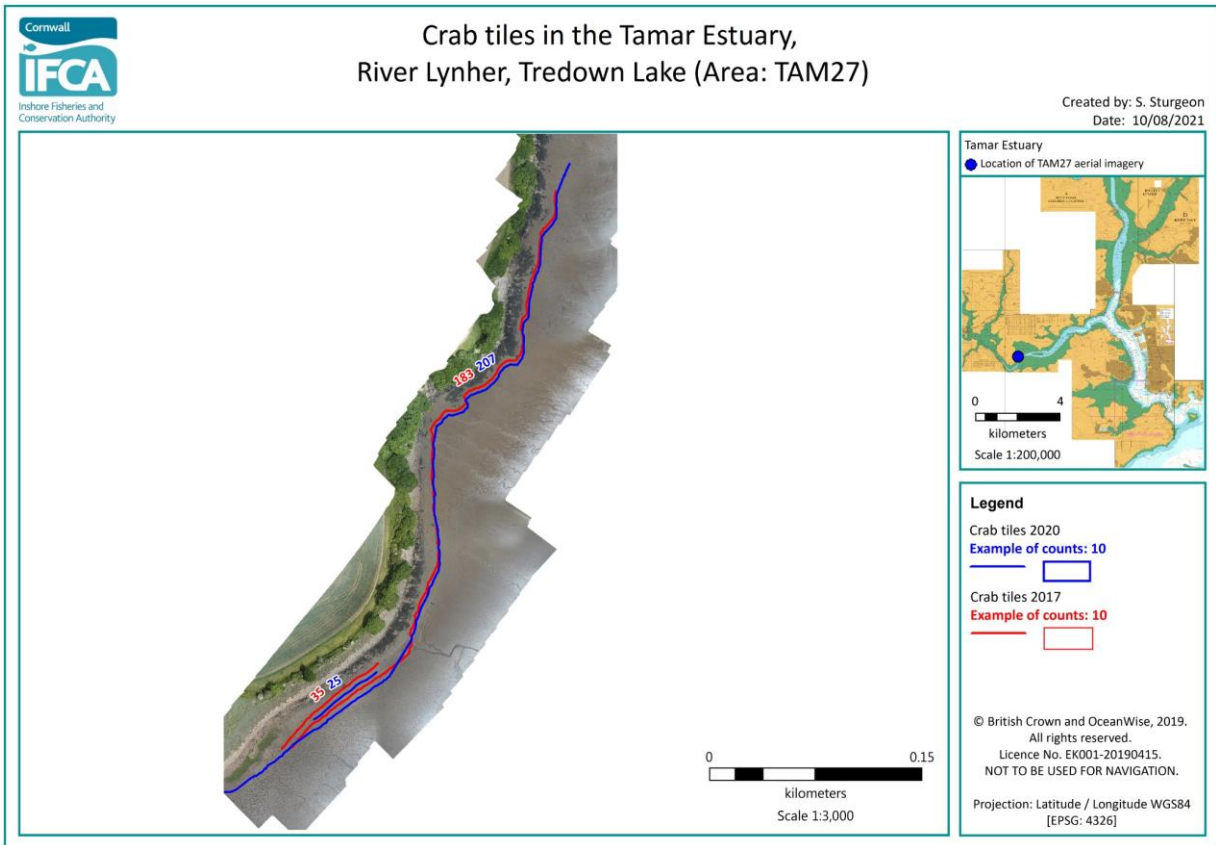 Cornwall
IFCA
Inshore Fisheries and
Conservation Authority
Crab tiles in the Tamar Estuary,
River Lynher, Tredown Lake (Area: TAM27)
Created by: S. Sturgeon
Date: 10/08/2021
183 207
35 25
0 0.15
kilometers
Scale 1:3,000
Tamar Estuary
Location of TAM27 aerial imagery
0 4
kilometers
Scale 1:200,000
Legend
Crab tiles 2020
Example of counts: 10
Crab tiles 2017
Example of counts: 10
© British Crown and OceanWise, 2019.
All rights reserved.
Licence No. EK001-20190415.
NOT TO BE USED FOR NAVIGATION.
Projection: Latitude / Longitude WGS84
[EPSG: 4326]